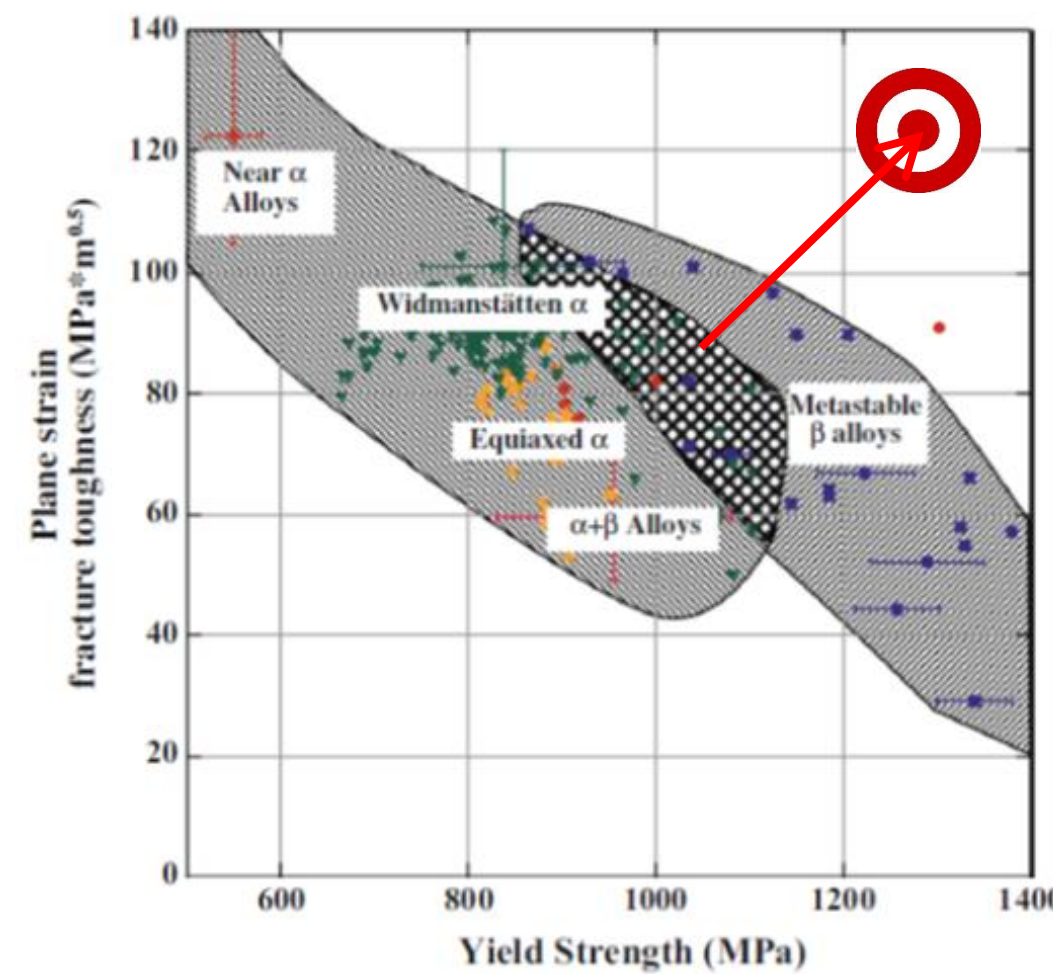 140
120
100
80
60
40
20
0
Near α
Alloys
Widmanstätten α
Equiaxed α
α+β Alloys
Metastable
β alloys
Plane strain
fracture toughness (MPa*m⁰·⁵)
600
800
1000
1200
1400
Yield Strength (MPa)